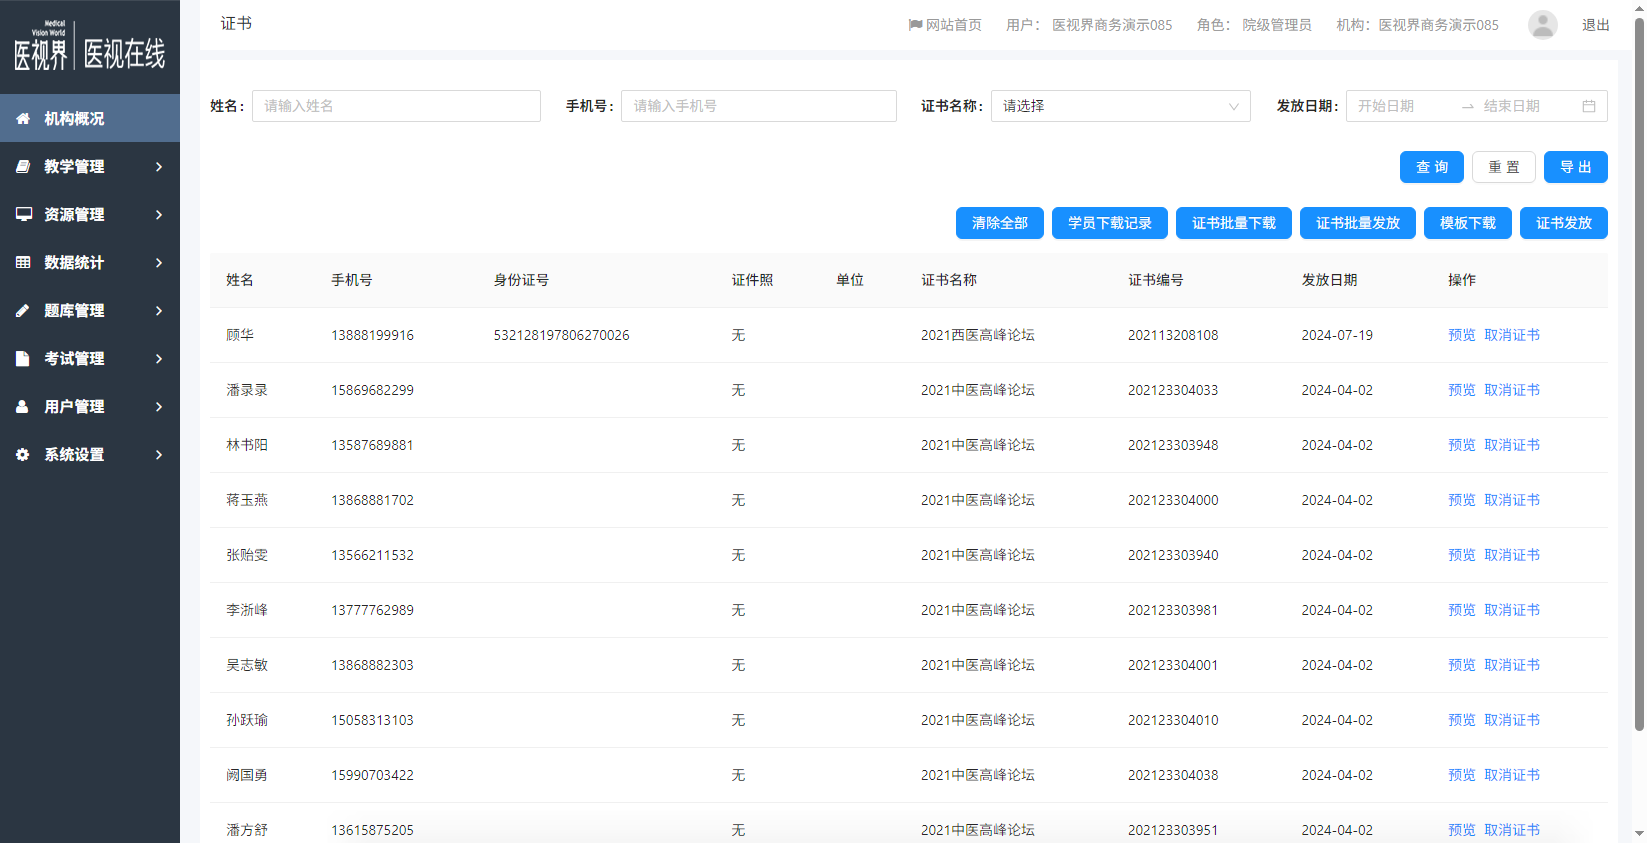 Medical
Vision World
医视界 医视在线
证书
网站首页 用户： 医视界商务演示085 角色： 院级管理员 机构：医视界商务演示085 退出
机构概况
教学管理
资源管理
数据统计
题库管理
考试管理
用户管理
系统设置
姓名： 请输入姓名 手机号： 请输入手机号 证书名称： 请选择 发放日期： 开始日期 → 结束日期
查 询 重 置 导 出
清除全部 学员下载记录 证书批量下载 证书批量发放 模板下载 证书发放
姓名 手机号 身份证号 证件照 单位 证书名称 证书编号 发放日期 操作
顾华 13888199916 532128197806270026 无 2021西医高峰论坛 202113208108 2024-07-19 预览 取消证书
潘录录 15869682299 无 2021中医高峰论坛 202123304033 2024-04-02 预览 取消证书
林书阳 13587689881 无 2021中医高峰论坛 202123303948 2024-04-02 预览 取消证书
蒋玉燕 13868881702 无 2021中医高峰论坛 202123304000 2024-04-02 预览 取消证书
张贻雯 13566211532 无 2021中医高峰论坛 202123303940 2024-04-02 预览 取消证书
李浙峰 13777762989 无 2021中医高峰论坛 202123303981 2024-04-02 预览 取消证书
吴志敏 13868882303 无 2021中医高峰论坛 202123304001 2024-04-02 预览 取消证书
孙跃瑜 15058313103 无 2021中医高峰论坛 202123304010 2024-04-02 预览 取消证书
阙国勇 15990703422 无 2021中医高峰论坛 202123304038 2024-04-02 预览 取消证书
潘方舒 13615875205 无 2021中医高峰论坛 202123303951 2024-04-02 预览 取消证书